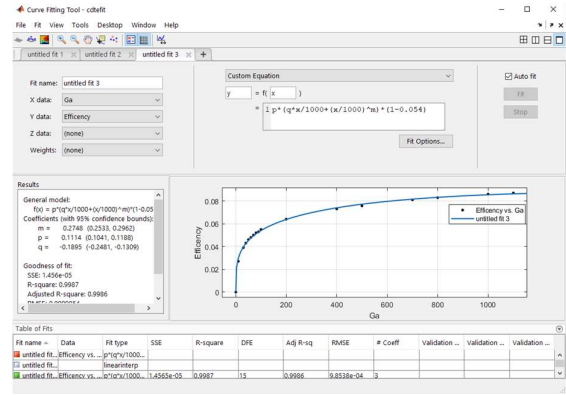 Curve Fitting Tool - cdtefit
File Fit View Tools Desktop Window Help
untitled fit 1 untitled fit 2 untitled fit 3
Fit name: untitled fit 3
X data: Ga
Y data: Efficency
Z data: (none)
Weights: (none)
Custom Equation
y = f( x )
= p*(q*x/1000+(x/1000)^m)*(1-0.054)
Fit Options...
Auto fit
Fit
Stop
Results
General model:
f(x) = p*(q*x/1000+(x/1000)^m)*(1-0.05
Coefficients (with 95% confidence bounds):
m = 0.2748 (0.2533, 0.2962)
p = 0.1114 (0.1041, 0.1188)
q = -0.1895 (-0.2481, -0.1309)
Goodness of fit:
SSE: 1.456e-05
R-square: 0.9987
Adjusted R-square: 0.9986
Efficency
0.08
0.06
0.04
0.02
0
0 200 400 600 800 1000
Ga
Efficency vs. Ga
untitled fit 3
Table of Fits
Fit name Data Fit type SSE R-square DFE Adj R-sq RMSE # Coeff Validation ... Validation ... Validation ...
untitled fit... Efficency vs. ... p*(q*x/1000...
untitled fit... linearinterp
untitled fit... Efficency vs. ... p*(q*x/1000... 1.4565e-05 0.9987 15 0.9986 9.8538e-04 3